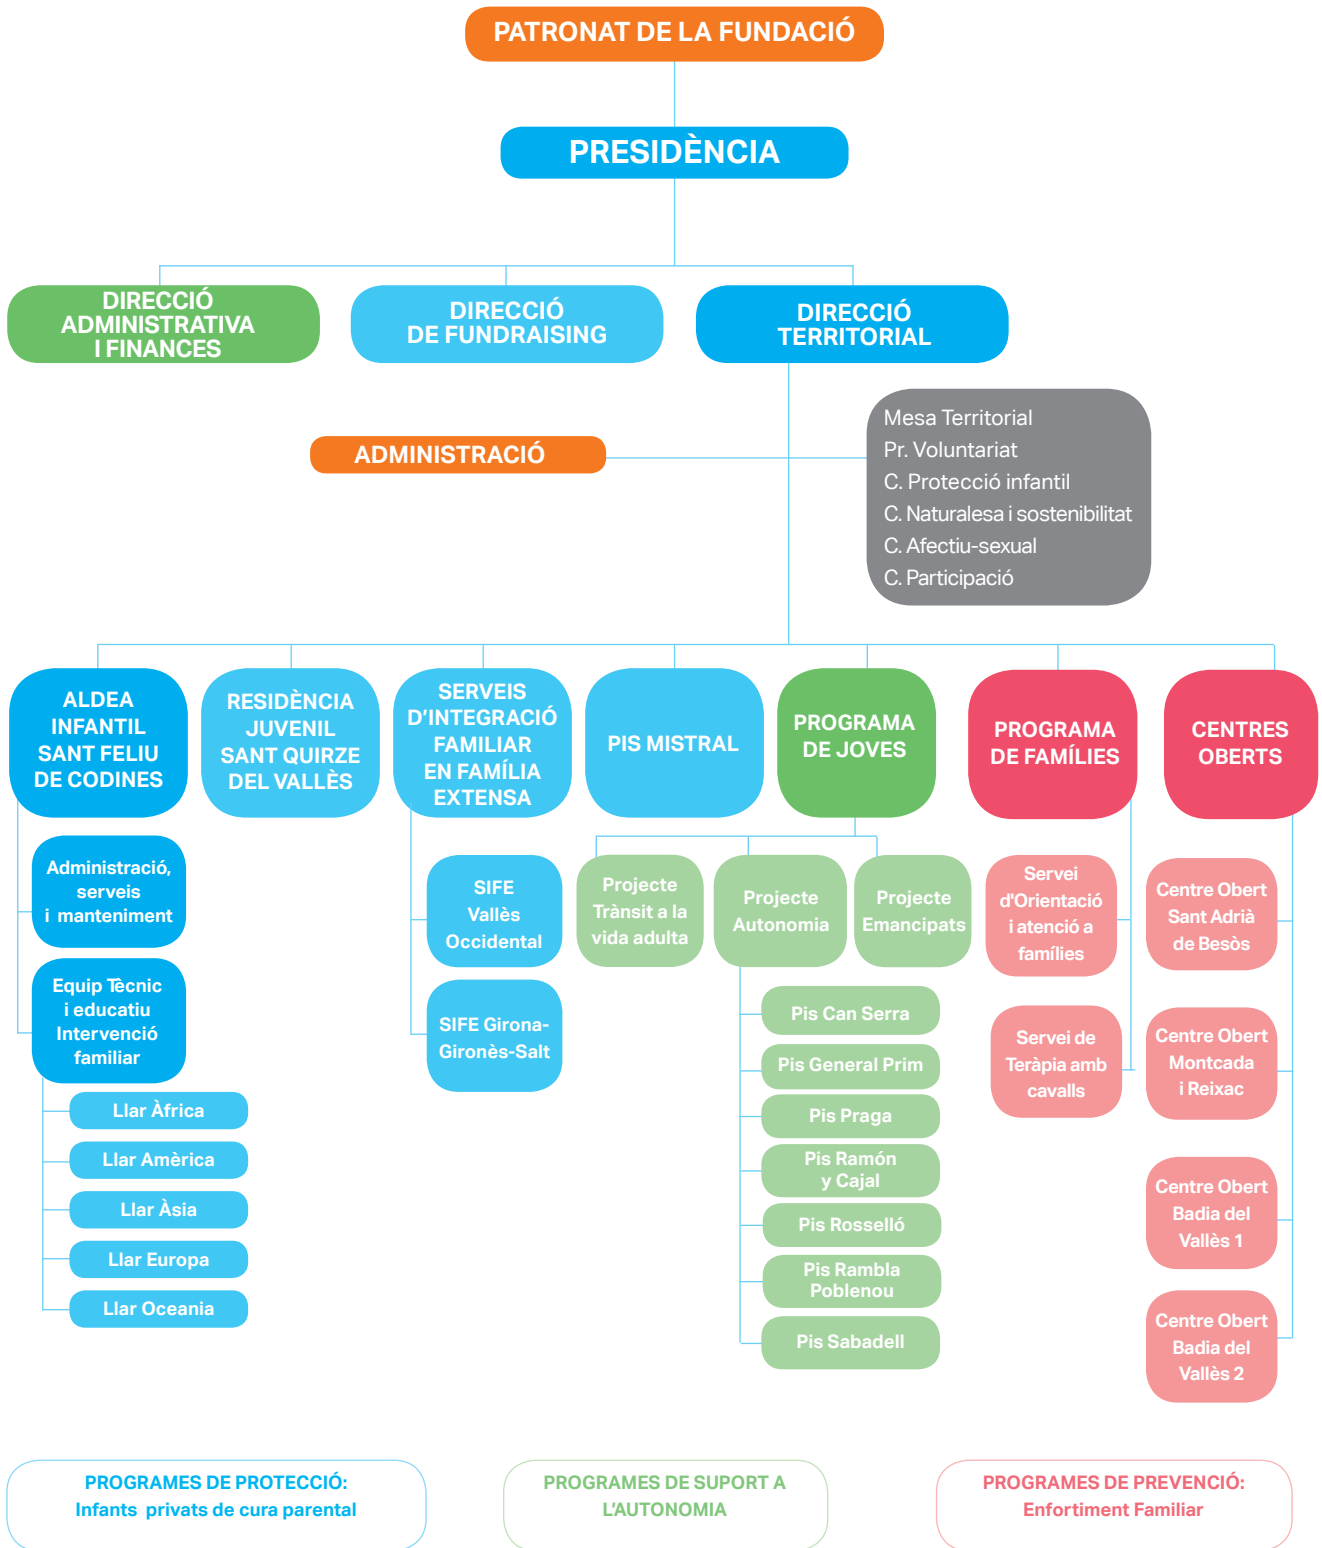 PATRONAT DE LA FUNDACIÓ
PRESIDÈNCIA
DIRECCIÓ
ADMINISTRATIVA
I FINANCES
DIRECCIÓ
DE FUNDRAISING
DIRECCIÓ
TERRITORIAL
ADMINISTRACIÓ
Mesa Territorial
Pr. Voluntariat
C. Protecció infantil
C. Naturalesa i sostenibilitat
C. Afectiu-sexual
C. Participació
ALDEA
INFANTIL
SANT FELIU
DE CODINES
RESIDÈNCIA
JUVENIL
SANT QUIRZE
DEL VALLÈS
SERVEIS
D'INTEGRACIÓ
FAMILIAR
EN FAMÍLIA
EXTENSA
PIS MISTRAL
PROGRAMA
DE JOVES
PROGRAMA
DE FAMÍLIES
CENTRES
OBERTS
Administració,
serveis
i manteniment
Equip Tècnic
i educatiu
Intervenció
familiar
Llar Àfrica
Llar Amèrica
Llar Àsia
Llar Europa
Llar Oceania
SIFE
Vallès
Occidental
SIFE Girona-
Gironès-Salt
Projecte
Trànsit a la
vida adulta
Projecte
Autonomia
Projecte
Emancipats
Pis Can Serra
Pis General Prim
Pis Praga
Pis Ramón
y Cajal
Pis Rosselló
Pis Rambla
Poblenou
Pis Sabadell
Servei
d'Orientació
i atenció a
famílies
Servei de
Teràpia amb
cavalls
Centre Obert
Sant Adrià
de Besòs
Centre Obert
Montcada
i Reixac
Centre Obert
Badia del
Vallès 1
Centre Obert
Badia del
Vallès 2
PROGRAMES DE PROTECCIÓ:
Infants privats de cura parental
PROGRAMES DE SUPORT A
L'AUTONOMIA
PROGRAMES DE PREVENCIÓ:
Enfortiment Familiar